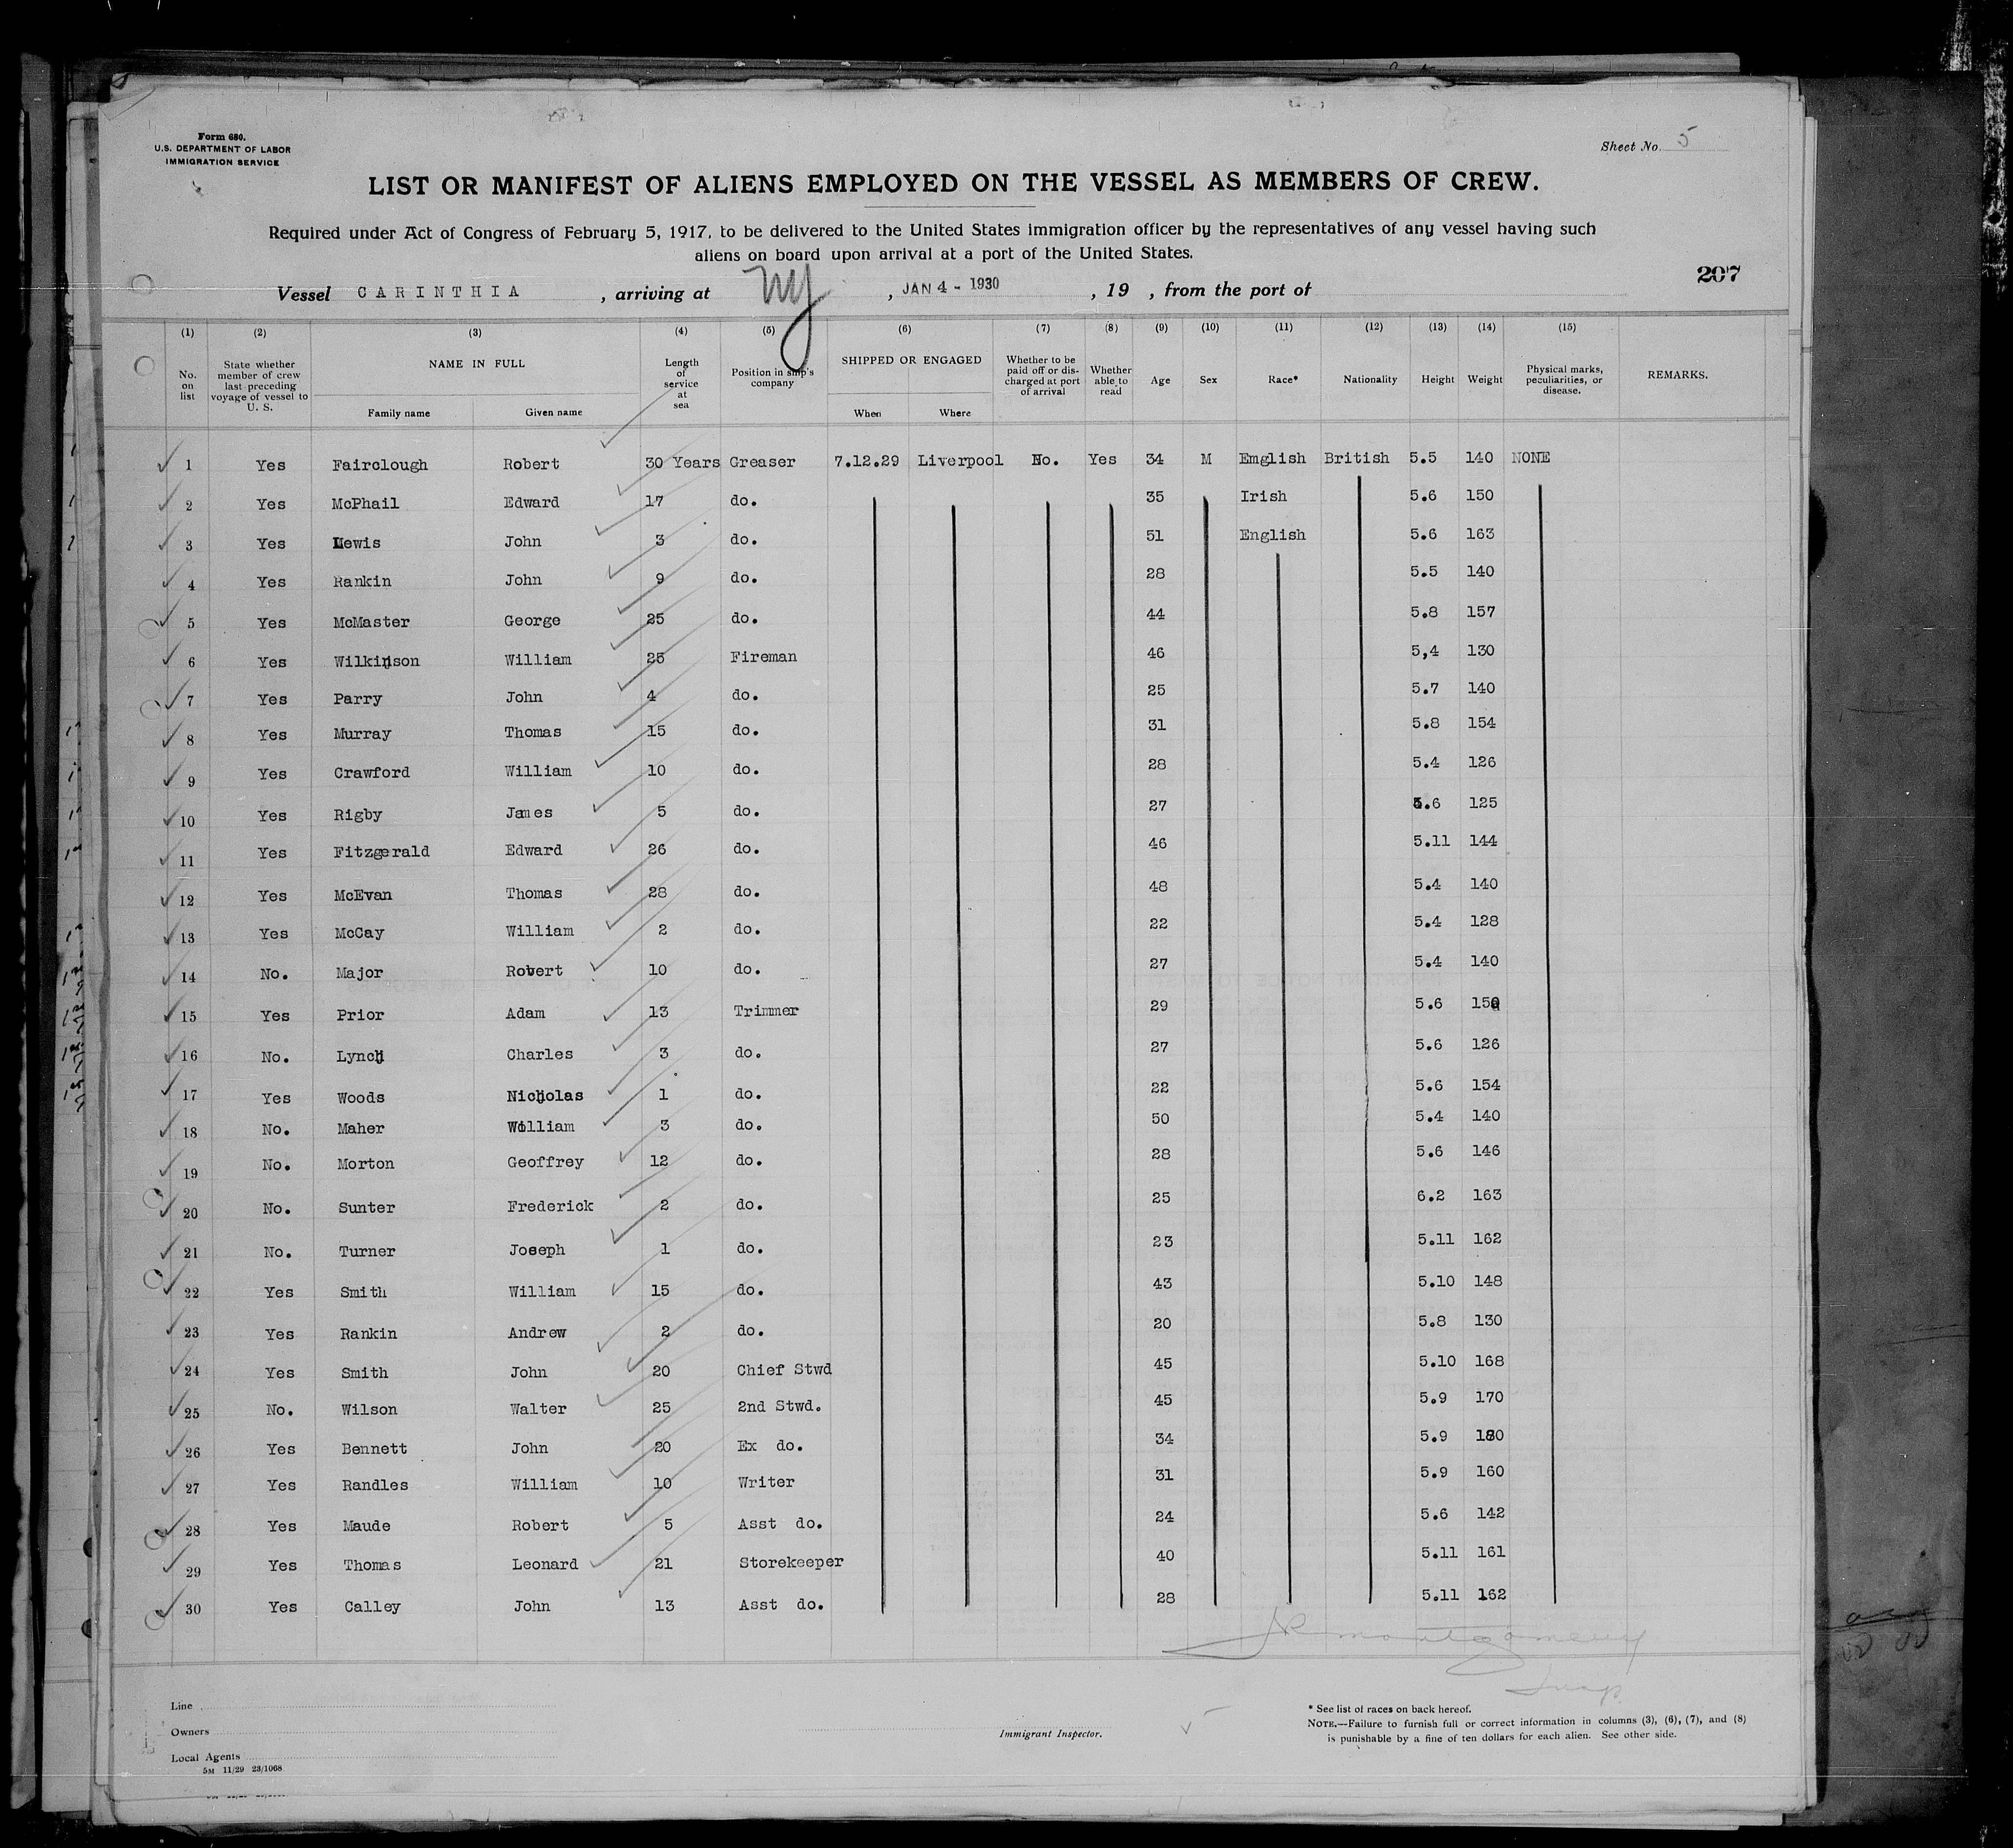 Form 680.
U.S. DEPARTMENT OF LABOR
IMMIGRATION SERVICE
Sheet No. 5
LIST OR MANIFEST OF ALIENS EMPLOYED ON THE VESSEL AS MEMBERS OF CREW.
Required under Act of Congress of February 5, 1917, to be delivered to the United States immigration officer by the representatives of any vessel having such
aliens on board upon arrival at a port of the United States.
207
Vessel CARINTHIA , arriving at NY , JAN 4 - 1930 , 19 , from the port of
(1) (2) (3) (4) (5) (6) (7) (8) (9) (10) (11) (12) (13) (14) (15)
No. on list State whether member of crew last preceding voyage of vessel to U. S. NAME IN FULL Family name Given name Length of service at sea Position in ship's company SHIPPED OR ENGAGED When Where Whether to be paid off or discharged at port of arrival Whether able to read Age Sex Race* Nationality Height Weight Physical marks, peculiarities, or disease. REMARKS.
1 Yes Fairclough Robert 30 Years Greaser 7.12.29 Liverpool No. Yes 34 M Emglish British 5.5 140 NONE
2 Yes McPhail Edward 17 do. 35 Irish 5.6 150
3 Yes Lewis John 3 do. 51 English 5.6 163
4 Yes Rankin John 9 do. 28 5.5 140
5 Yes McMaster George 25 do. 44 5.8 157
6 Yes Wilkinson William 25 Fireman 46 5,4 130
7 Yes Parry John 4 do. 25 5.7 140
8 Yes Murray Thomas 15 do. 31 5.8 154
9 Yes Crawford William 10 do. 28 5.4 126
10 Yes Rigby James 5 do. 27 5.6 125
11 Yes Fitzgerald Edward 26 do. 46 5.11 144
12 Yes McEvan Thomas 28 do. 48 5.4 140
13 Yes McCay William 2 do. 22 5.4 128
14 No. Major Robert 10 do. 27 5.4 140
15 Yes Prior Adam 13 Trimmer 29 5.6
16 No. Lynch Charles 3 do. 27 5.6 126
17 Yes Woods Nicholas 1 do. 22 5.6 154
18 No. Maher William 3 do. 50 5.4 140
19 No. Morton Geoffrey 12 do. 28 5.6 146
20 No. Sunter Frederick 2 do. 25 6.2 163
21 No. Turner Joseph 1 do. 23 5.11 162
22 Yes Smith William 15 do. 43 5.10 148
23 Yes Rankin Andrew 2 do. 20 5.8 130
24 Yes Smith John 20 Chief Stwd 45 5.10 168
25 No. Wilson Walter 25 2nd Stwd. 45 5.9 170
26 Yes Bennett John 20 Ex do. 34 5.9 180
27 Yes Randles William 10 Writer 31 5.9 160
28 Yes Maude Robert 5 Asst do. 24 5.6 142
29 Yes Thomas Leonard 21 Storekeeper 40 5.11 161
30 Yes Calley John 13 Asst do. 28 5.11 162
JR Montgomery
Insp.
Line
Owners
Local Agents
5M 11/29 23/1068
Immigrant Inspector.
* See list of races on back hereof.
NOTE.—Failure to furnish full or correct information in columns (3), (6), (7), and (8)
is punishable by a fine of ten dollars for each alien. See other side.